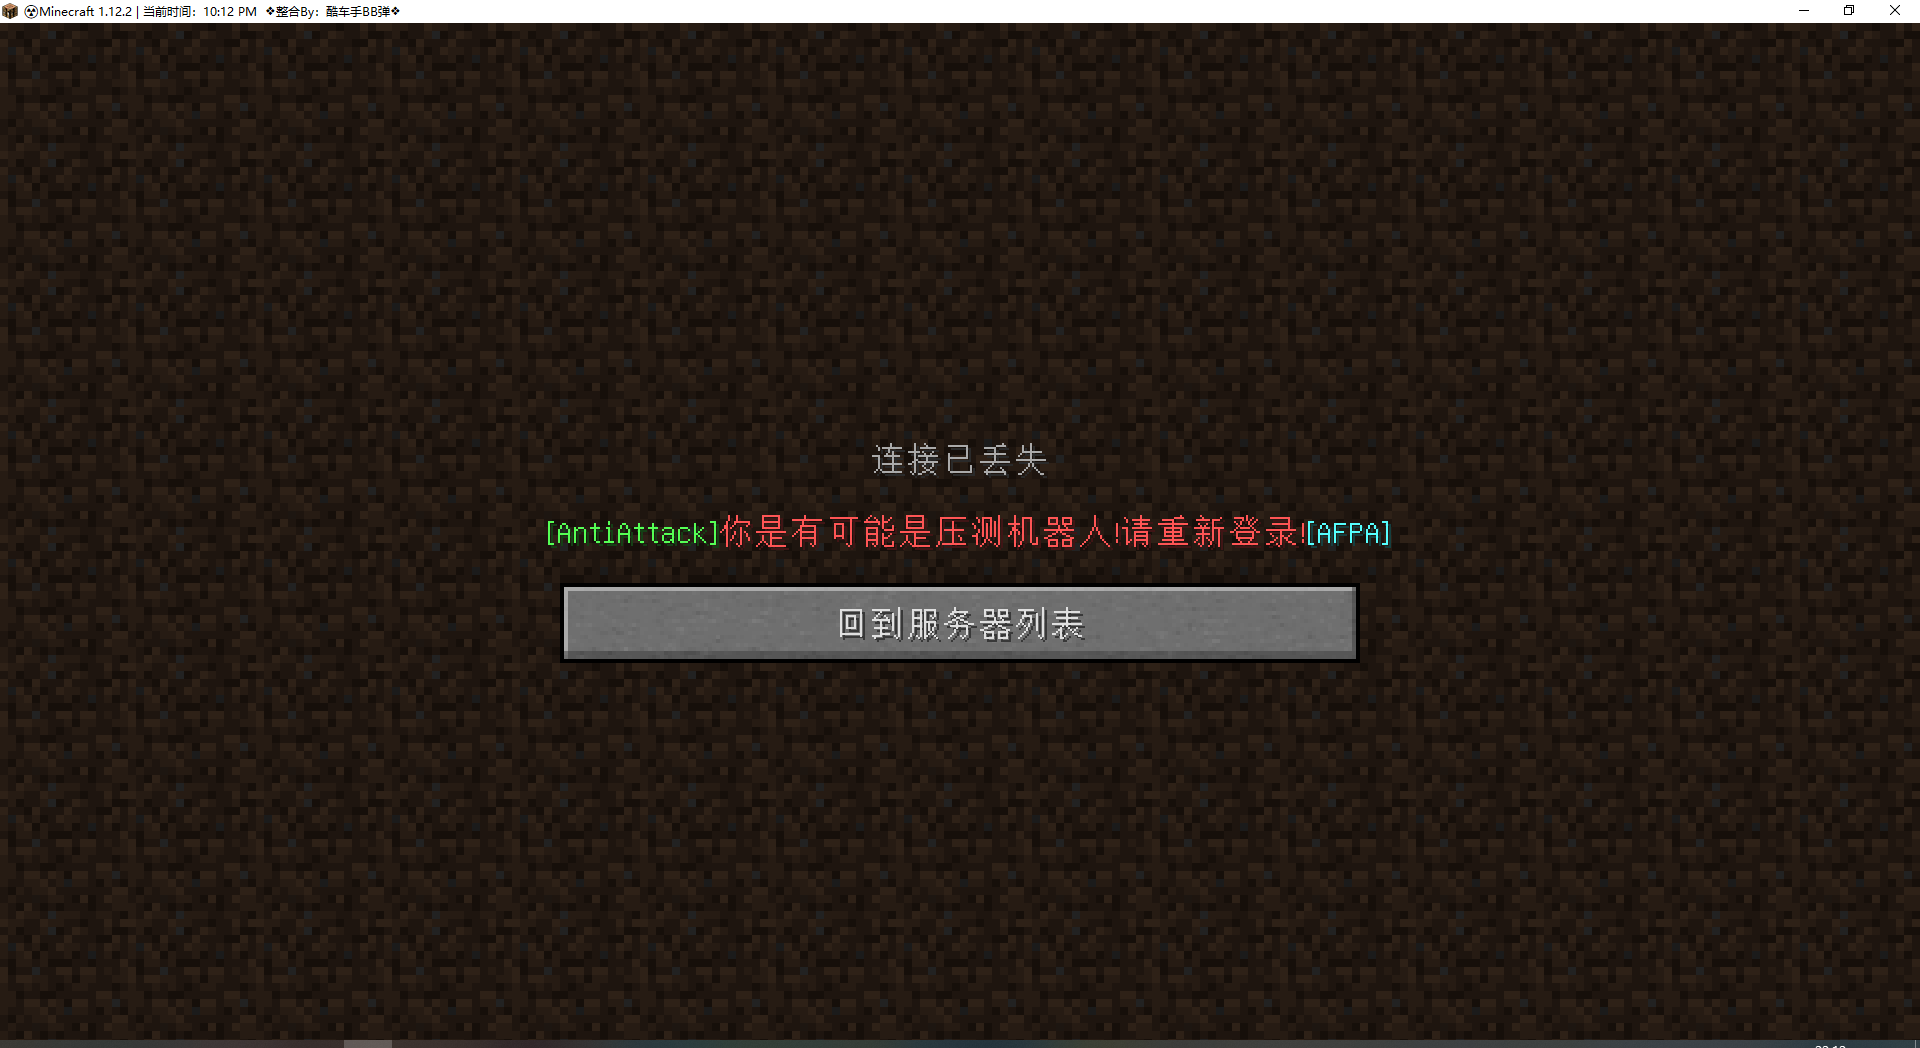 ☢Minecraft 1.12.2 | 当前时间：10:12 PM ❖整合By：酷车手BB弹❖
连接已丢失
[AntiAttack]你是有可能是压测机器人!请重新登录![AFPA]
回到服务器列表